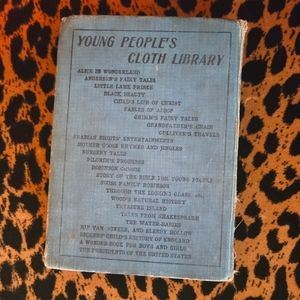 YOUNG PEOPLE'S
CLOTH LIBRARY
ALICE IN WONDERLAND
ANDERSON'S FAIRY TALES
LITTLE LAME PRINCE
BLACK BEAUTY
CHILD'S LIFE OF CHRIST
FABLES OF ÆSOP
GRIMM'S FAIRY TALES
GRANDFATHER'S CHAIR
GULLIVER'S TRAVELS
ARABIAN NIGHTS' ENTERTAINMENTS
MOTHER GOOSE RHYMES AND JINGLES
NURSERY TALES
PILGRIM'S PROGRESS
ROBINSON CRUSOE
STORY OF THE BIBLE FOR YOUNG PEOPLE
SWISS FAMILY ROBINSON
THROUGH THE LOOKING-GLASS
WOOD'S NATURAL HISTORY
TREASURE ISLAND
TALES FROM SHAKESPEARE
THE WATER-BABIES
RIP VAN WINKLE, AND SLEEPY HOLLOW
DICKENS' CHILD'S HISTORY OF ENGLAND
A WONDER-BOOK FOR BOYS AND GIRLS
THE PRESIDENTS OF THE UNITED STATES